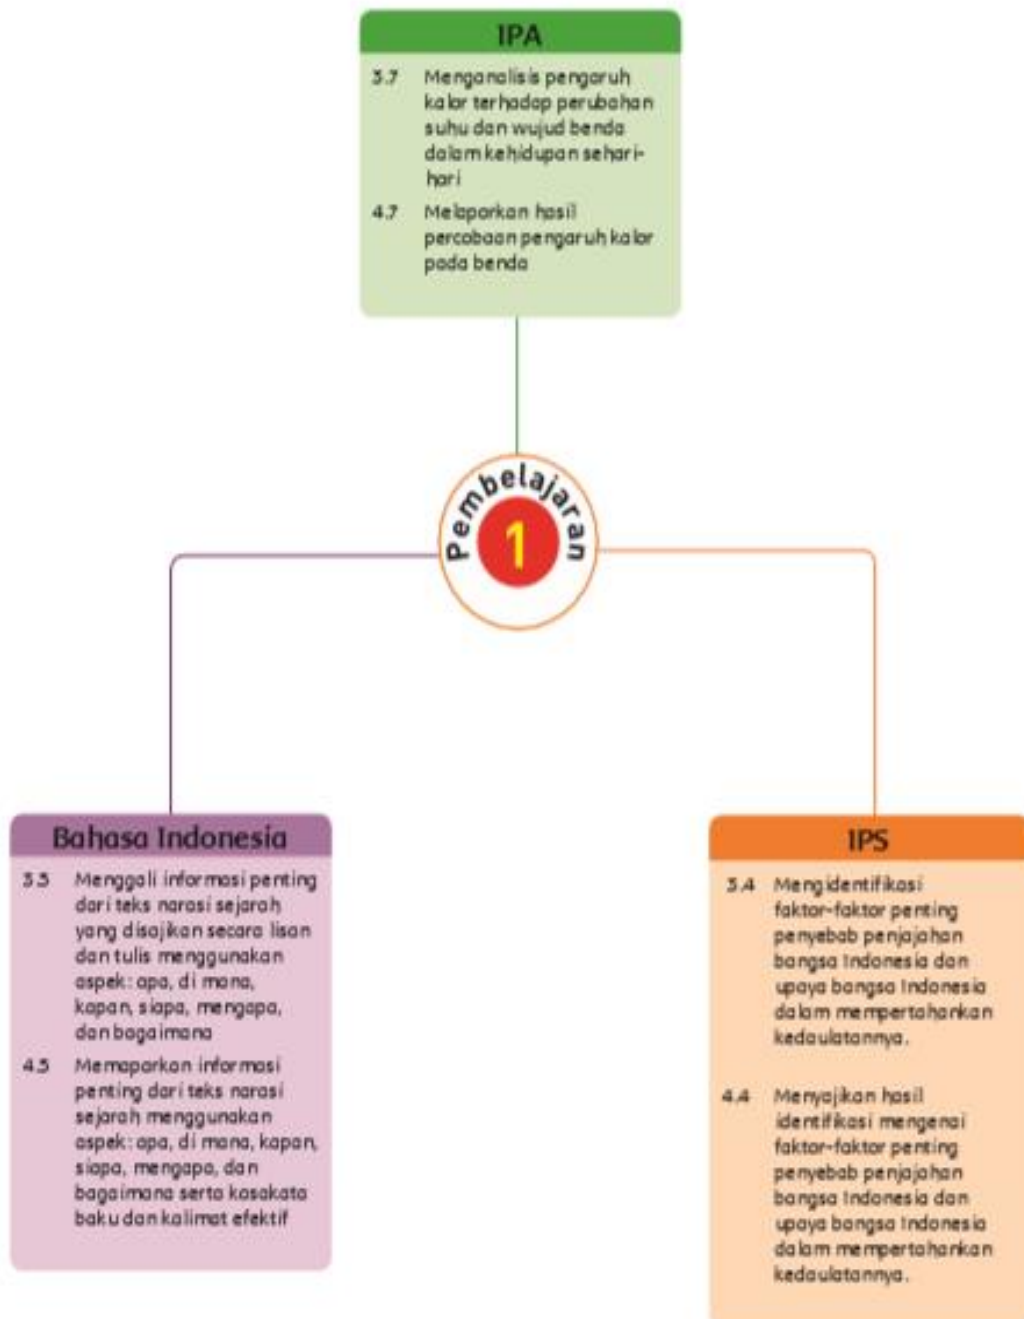 IPA
3.7 Menganalisis pengaruh
kalor terhadap perubahan
suhu dan wujud benda
dalam kehidupan sehari-
hari
4.7 Melaporkan hasil
percobaan pengaruh kalor
pada benda
Pembelajaran
1
Bahasa Indonesia
3.5 Menggali informasi penting
dari teks narasi sejarah
yang disajikan secara lisan
dan tulis menggunakan
aspek: apa, di mana,
kapan, siapa, mengapa,
dan bagaimana
4.5 Memaparkan informasi
penting dari teks narasi
sejarah menggunakan
aspek: apa, di mana, kapan,
siapa, mengapa, dan
bagaimana serta kosakata
baku dan kalimat efektif
IPS
3.4 Mengidentifikasi
faktor-faktor penting
penyebab penjajahan
bangsa Indonesia dan
upaya bangsa Indonesia
dalam mempertahankan
kedaulatannya.
4.4 Menyajikan hasil
identifikasi mengenai
faktor-faktor penting
penyebab penjajahan
bangsa Indonesia dan
upaya bangsa Indonesia
dalam mempertahankan
kedaulatannya.